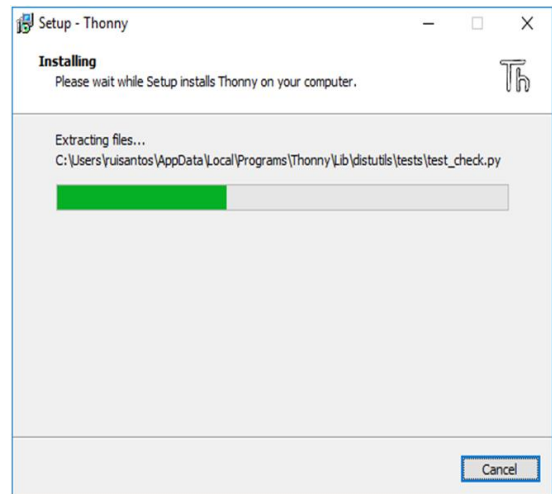 Setup - Thonny
Installing
Please wait while Setup installs Thonny on your computer.
Th
Extracting files...
C:\Users\ruisantos\AppData\Local\Programs\Thonny\Lib\distutils\tests\test_check.py
Cancel